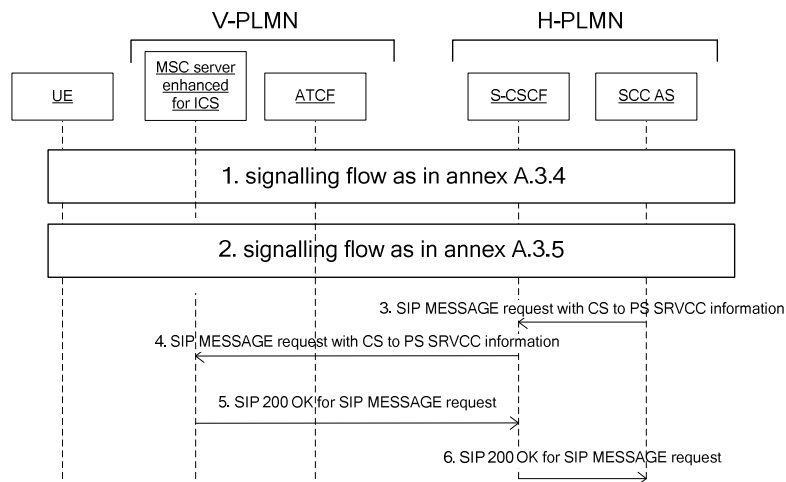 V-PLMN
H-PLMN
UE
MSC server
enhanced
for ICS
ATCF
S-CSCF
SCC AS
1. signalling flow as in annex A.3.4
2. signalling flow as in annex A.3.5
3. SIP MESSAGE request with CS to PS SRVCC information
4. SIP MESSAGE request with CS to PS SRVCC information
5. SIP 200 OK for SIP MESSAGE request
6. SIP 200 OK for SIP MESSAGE request